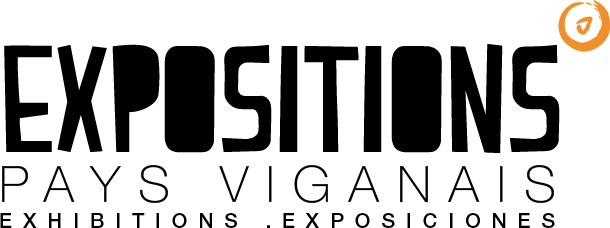 EXPOSITIONS
PAYS VIGANAIS
EXHIBITIONS .EXPOSICIONES